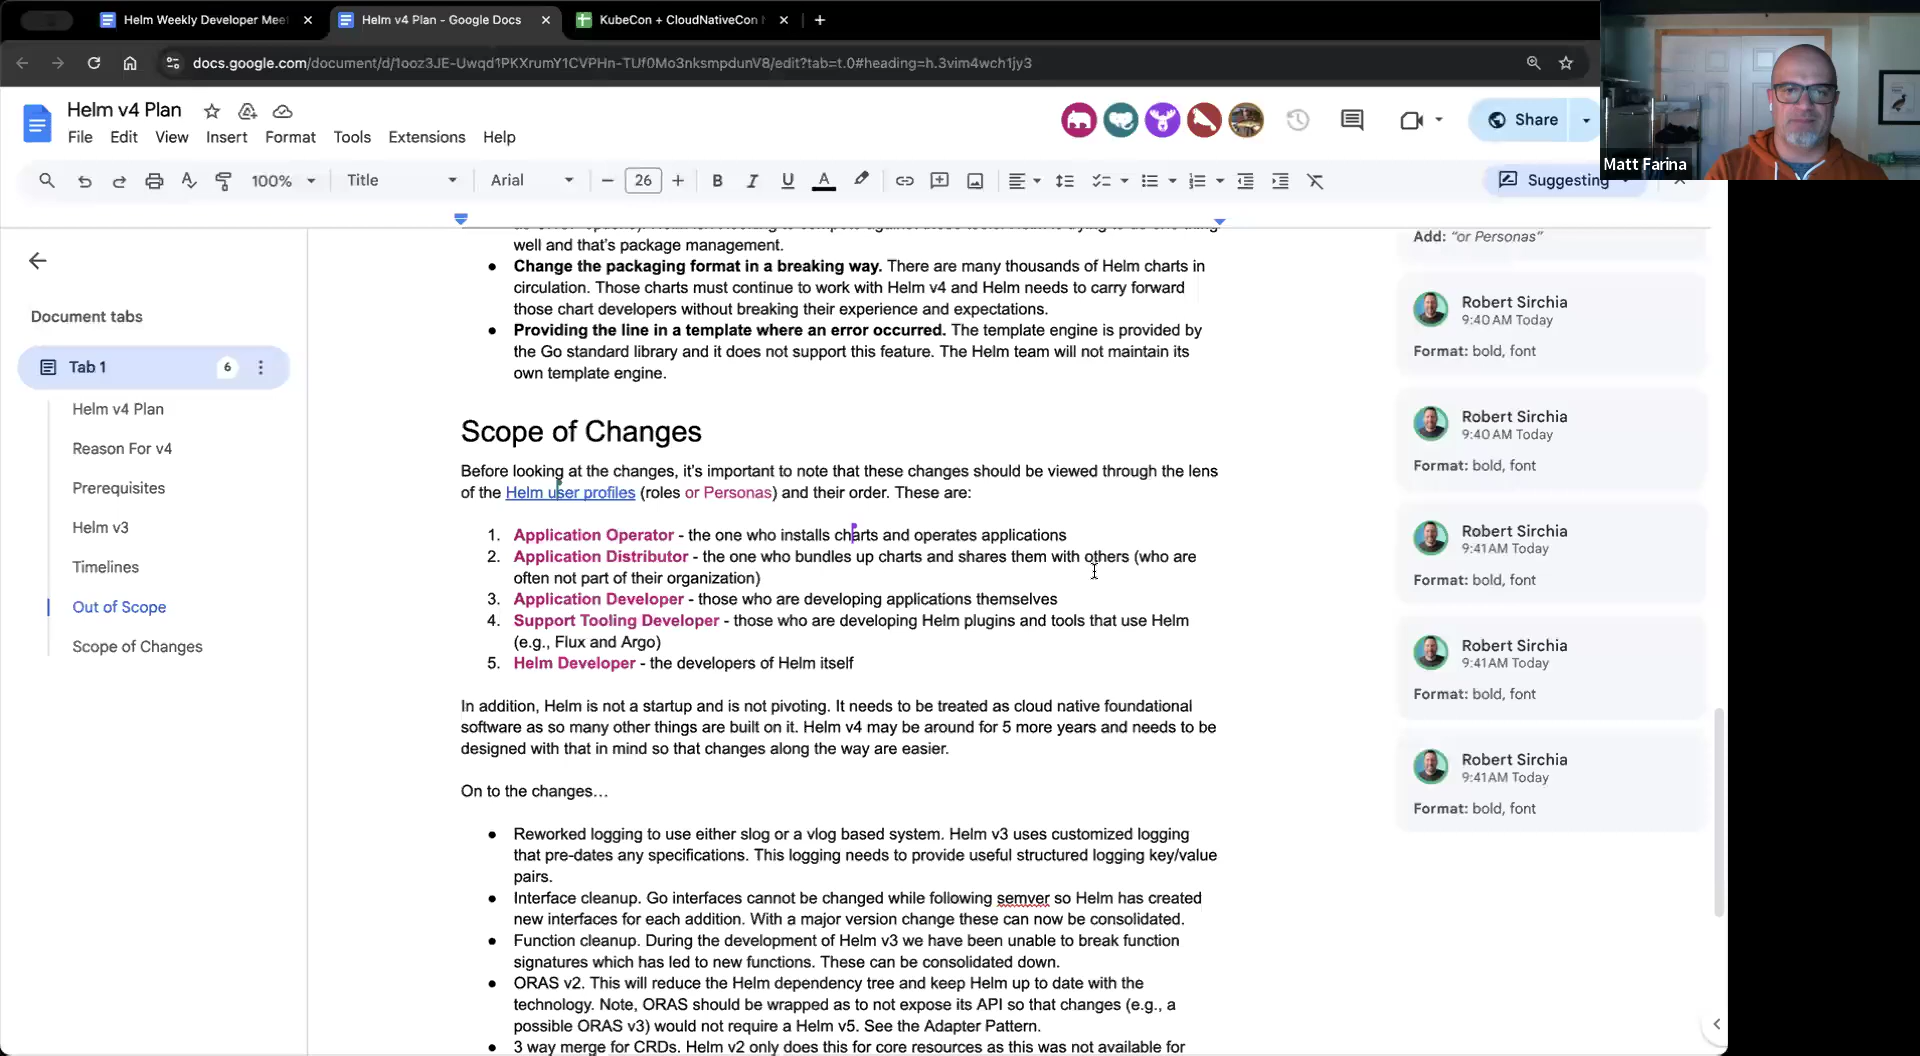 Helm Weekly Developer Mee
Helm v4 Plan - Google Docs
KubeCon + CloudNativeCon
docs.google.com/document/d/1ooz3JE-Uwqd1PKXrumY1CVPHn-TUf0Mo3nksmpdunV8/edit?tab=t.0#heading=h.3vim4wch1jy3
Matt Farina
Helm v4 Plan
File Edit View Insert Format Tools Extensions Help
Share
100% Title Arial 26
Suggesting
Document tabs
Tab 1 6
Helm v4 Plan
Reason For v4
Prerequisites
Helm v3
Timelines
Out of Scope
Scope of Changes
well and that's package management.
● Change the packaging format in a breaking way. There are many thousands of Helm charts in
circulation. Those charts must continue to work with Helm v4 and Helm needs to carry forward
those chart developers without breaking their experience and expectations.
● Providing the line in a template where an error occurred. The template engine is provided by
the Go standard library and it does not support this feature. The Helm team will not maintain its
own template engine.
Scope of Changes
Before looking at the changes, it's important to note that these changes should be viewed through the lens
of the Helm user profiles (roles or Personas) and their order. These are:
1. Application Operator - the one who installs charts and operates applications
2. Application Distributor - the one who bundles up charts and shares them with others (who are
often not part of their organization)
3. Application Developer - those who are developing applications themselves
4. Support Tooling Developer - those who are developing Helm plugins and tools that use Helm
(e.g., Flux and Argo)
5. Helm Developer - the developers of Helm itself
In addition, Helm is not a startup and is not pivoting. It needs to be treated as cloud native foundational
software as so many other things are built on it. Helm v4 may be around for 5 more years and needs to be
designed with that in mind so that changes along the way are easier.
On to the changes…
● Reworked logging to use either slog or a vlog based system. Helm v3 uses customized logging
that pre-dates any specifications. This logging needs to provide useful structured logging key/value
pairs.
● Interface cleanup. Go interfaces cannot be changed while following semver so Helm has created
new interfaces for each addition. With a major version change these can now be consolidated.
● Function cleanup. During the development of Helm v3 we have been unable to break function
signatures which has led to new functions. These can be consolidated down.
● ORAS v2. This will reduce the Helm dependency tree and keep Helm up to date with the
technology. Note, ORAS should be wrapped as to not expose its API so that changes (e.g., a
possible ORAS v3) would not require a Helm v5. See the Adapter Pattern.
● 3 way merge for CRDs. Helm v2 only does this for core resources as this was not available for
Add: "or Personas"
Robert Sirchia
9:40 AM Today
Format: bold, font
Robert Sirchia
9:40 AM Today
Format: bold, font
Robert Sirchia
9:41 AM Today
Format: bold, font
Robert Sirchia
9:41 AM Today
Format: bold, font
Robert Sirchia
9:41 AM Today
Format: bold, font